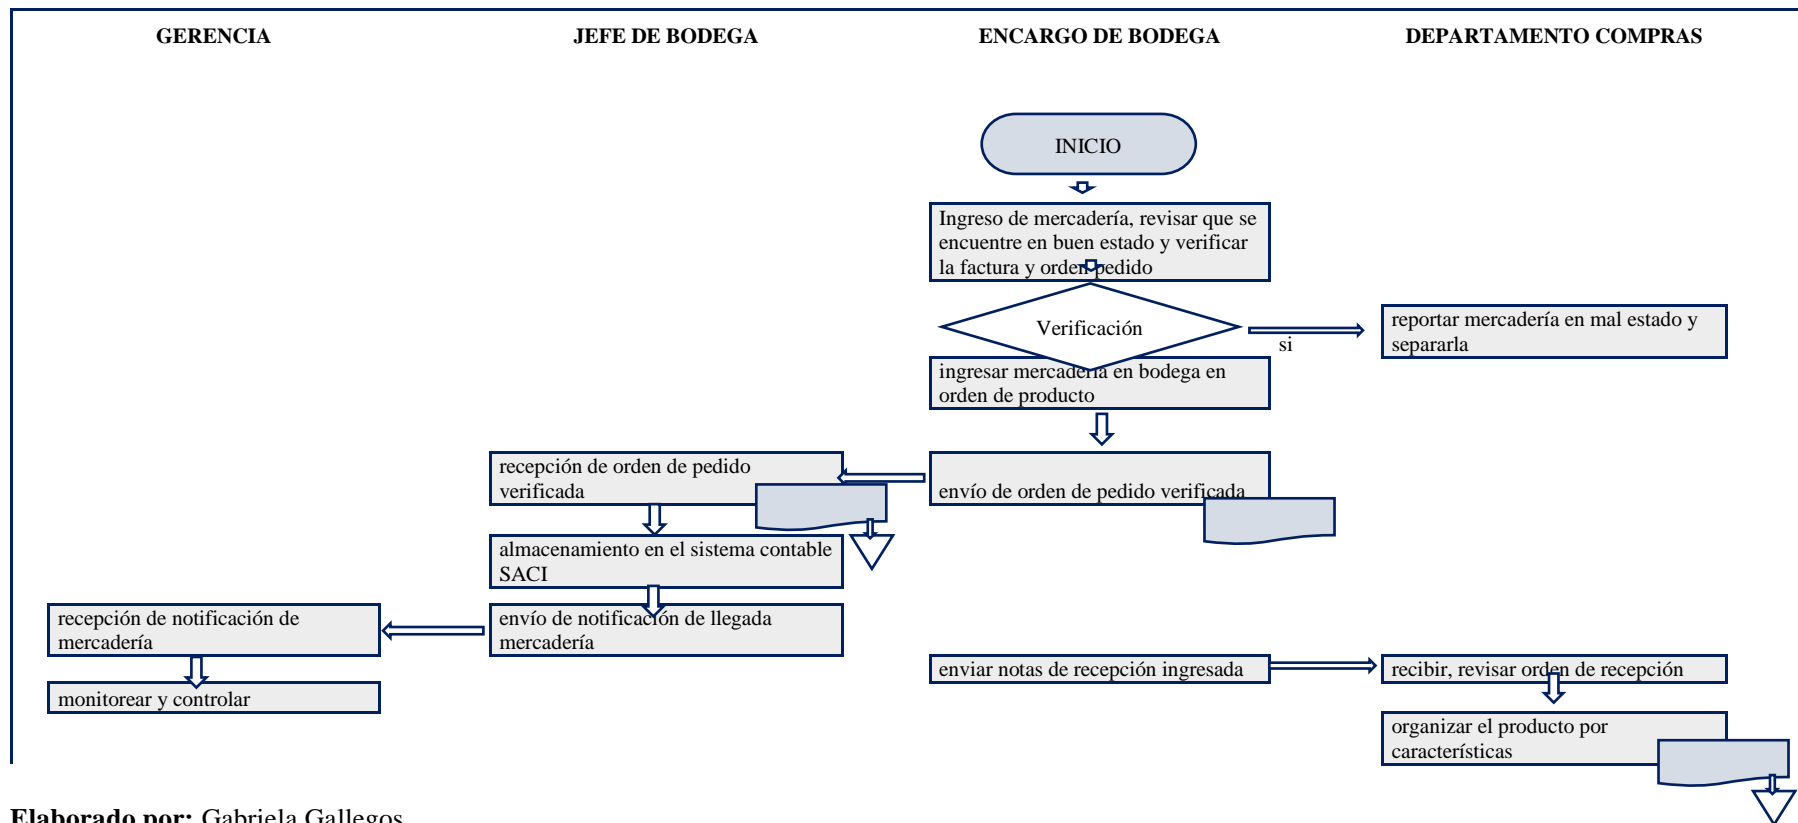 GERENCIA
JEFE DE BODEGA
ENCARGO DE BODEGA
DEPARTAMENTO COMPRAS
INICIO
Ingreso de mercadería, revisar que se
encuentre en buen estado y verificar
la factura y orden pedido
Verificación
si
reportar mercadería en mal estado y
separarla
ingresar mercadería en bodega en
orden de producto
recepción de orden de pedido
verificada
envío de orden de pedido verificada
almacenamiento en el sistema contable
SACI
recepción de notificación de
mercadería
envío de notificación de llegada
mercadería
enviar notas de recepción ingresada
recibir, revisar orden de recepción
monitorear y controlar
organizar el producto por
características
Elaborado por: Gabriela Gallegos